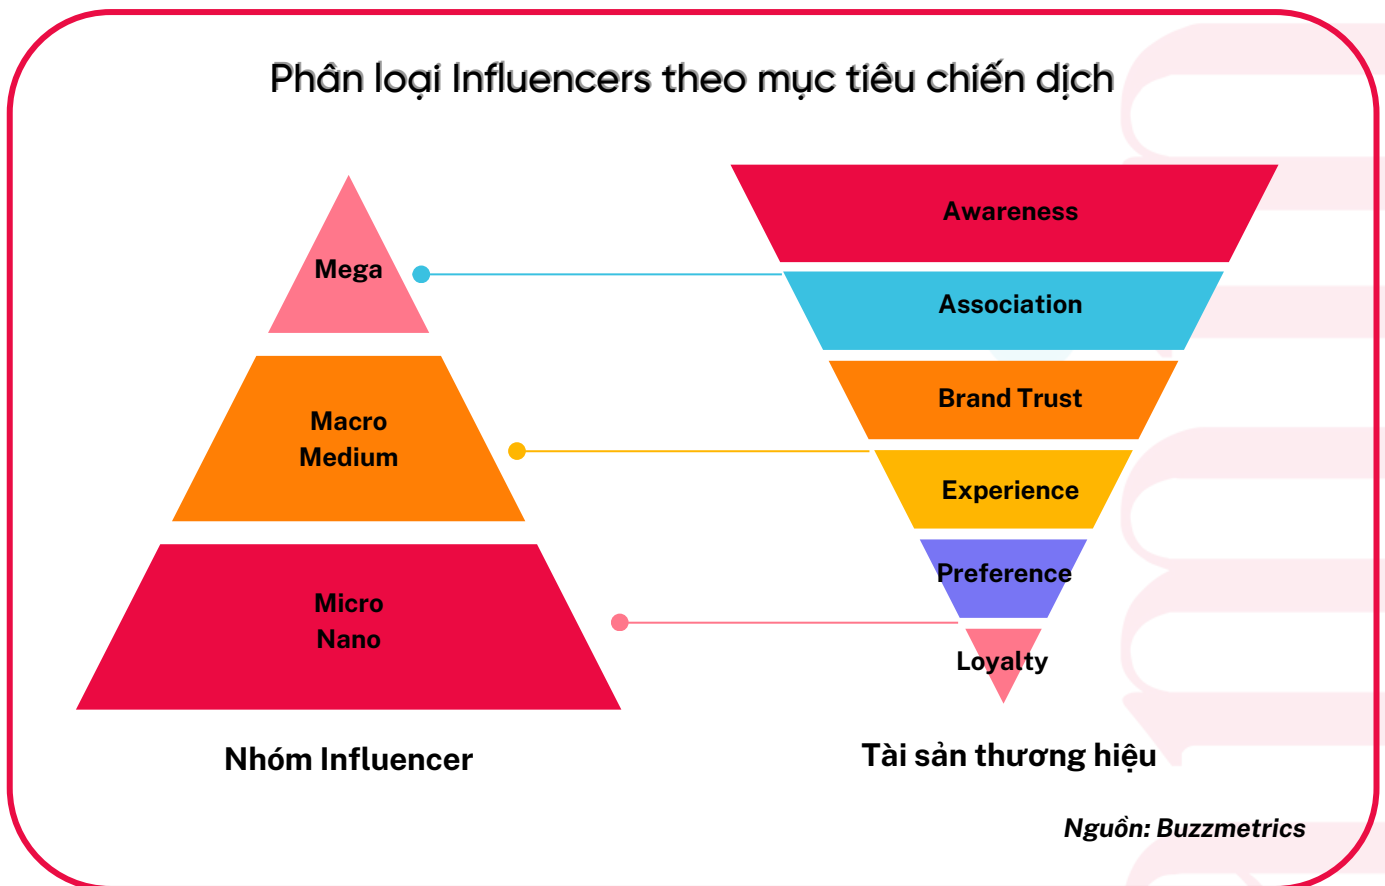 Phân loại Influencers theo mục tiêu chiến dịch
Mega
Macro
Medium
Micro
Nano
Nhóm Influencer
Awareness
Association
Brand Trust
Experience
Preference
Loyalty
Tài sản thương hiệu
Nguồn: Buzzmetrics